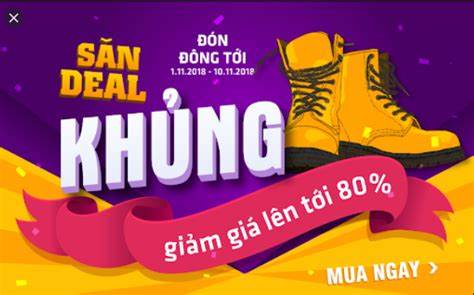 SĂN
DEAL
ĐÓN
ĐÔNG TỚI
1.11.2018 - 10.11.2018
KHỦNG
giảm giá lên tới 80%
MUA NGAY >